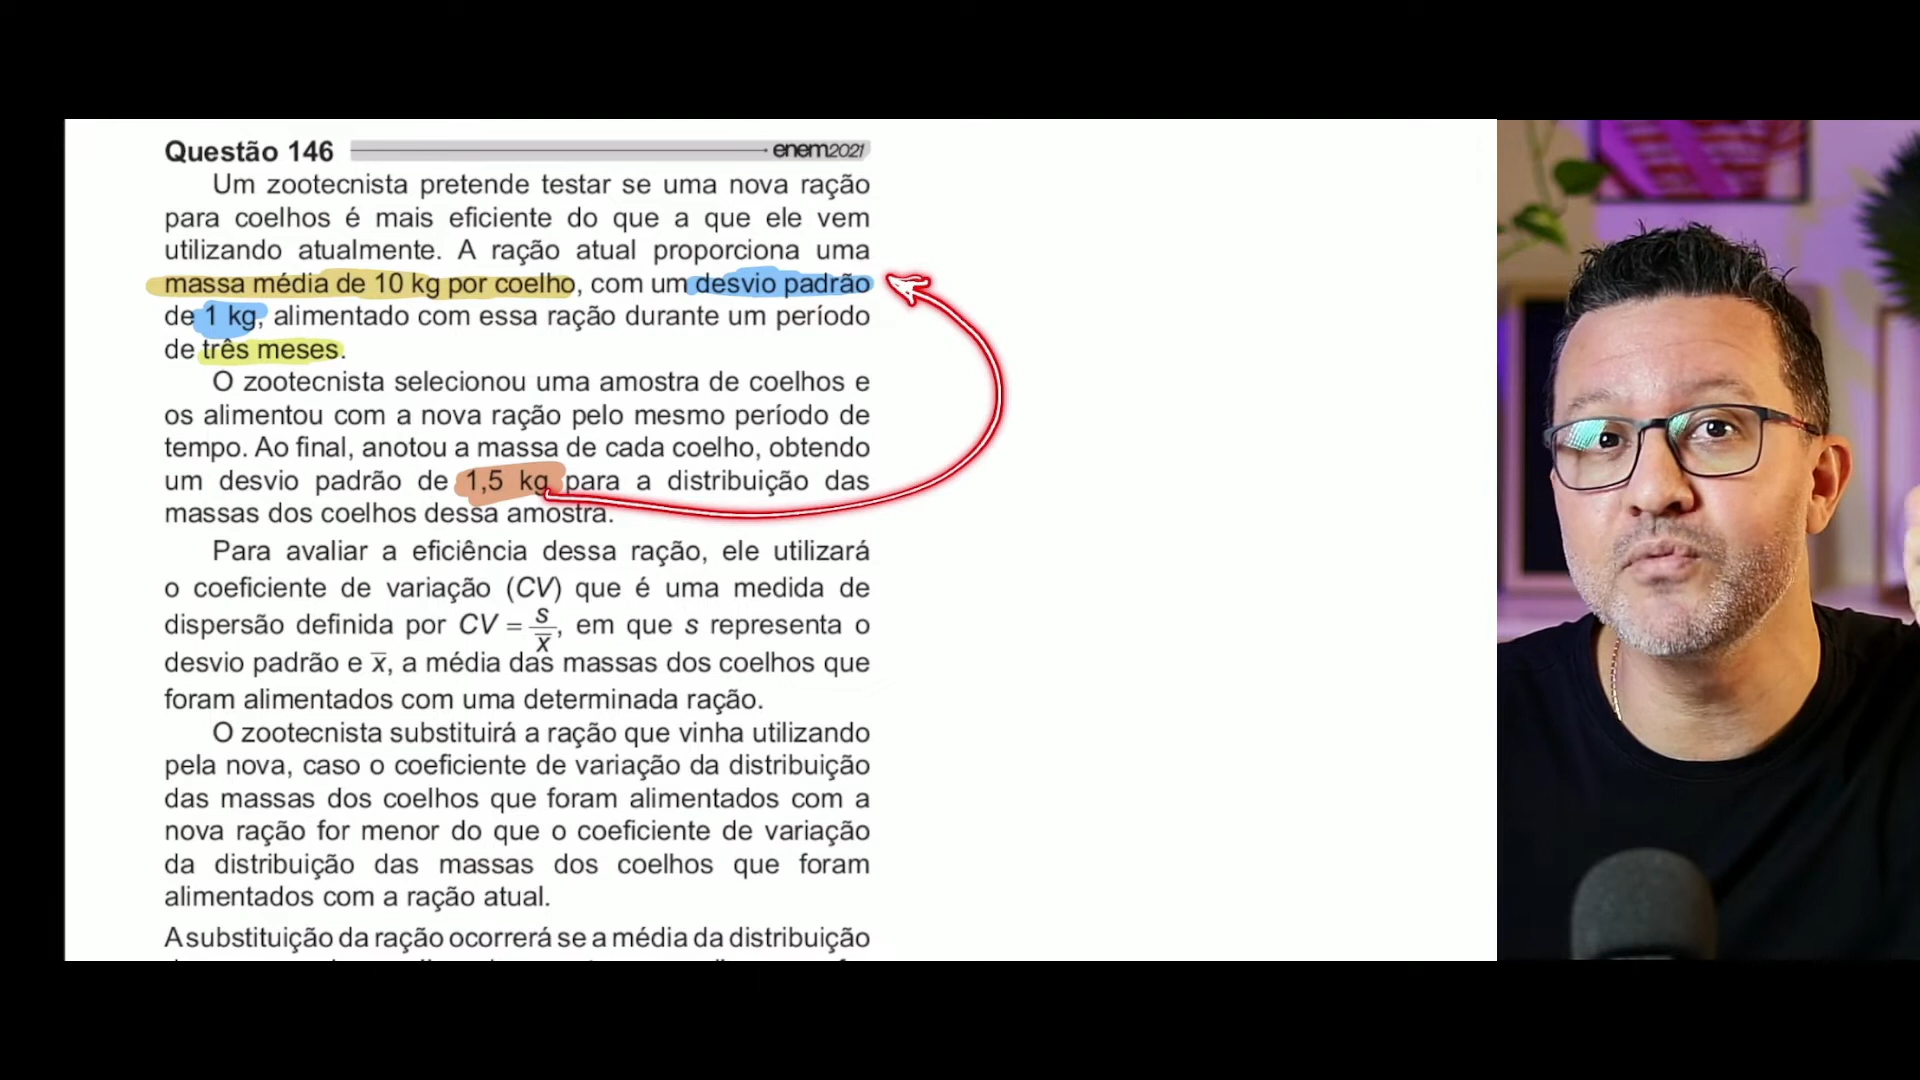 Questão 146 enem2021
Um zootecnista pretende testar se uma nova ração
para coelhos é mais eficiente do que a que ele vem
utilizando atualmente. A ração atual proporciona uma
massa média de 10 kg por coelho, com um desvio padrão
de 1 kg, alimentado com essa ração durante um período
de três meses.
O zootecnista selecionou uma amostra de coelhos e
os alimentou com a nova ração pelo mesmo período de
tempo. Ao final, anotou a massa de cada coelho, obtendo
um desvio padrão de 1,5 kg para a distribuição das
massas dos coelhos dessa amostra.
Para avaliar a eficiência dessa ração, ele utilizará
o coeficiente de variação (CV) que é uma medida de
dispersão definida por CV = s/x̅, em que s representa o
desvio padrão e x̅, a média das massas dos coelhos que
foram alimentados com uma determinada ração.
O zootecnista substituirá a ração que vinha utilizando
pela nova, caso o coeficiente de variação da distribuição
das massas dos coelhos que foram alimentados com a
nova ração for menor do que o coeficiente de variação
da distribuição das massas dos coelhos que foram
alimentados com a ração atual.
A substituição da ração ocorrerá se a média da distribuição